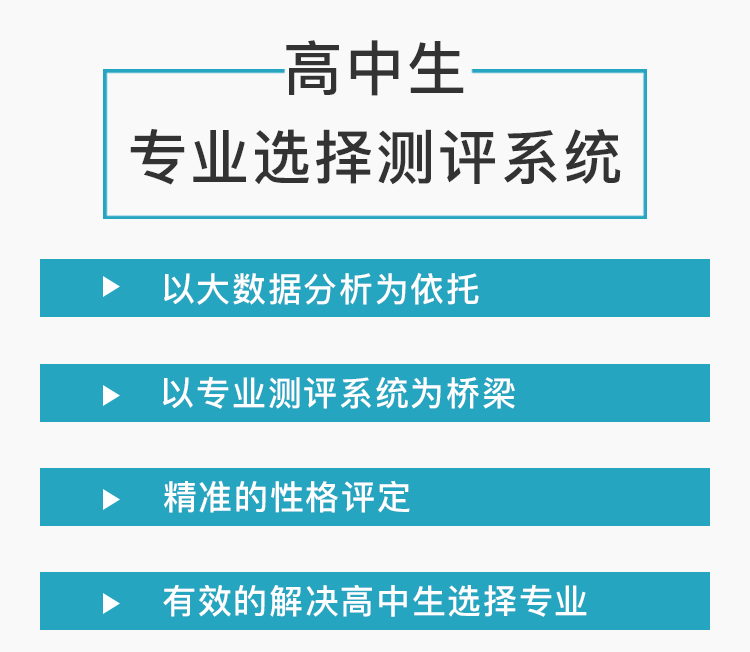 高中生
专业选择测评系统
以大数据分析为依托
以专业测评系统为桥梁
精准的性格评定
有效的解决高中生选择专业